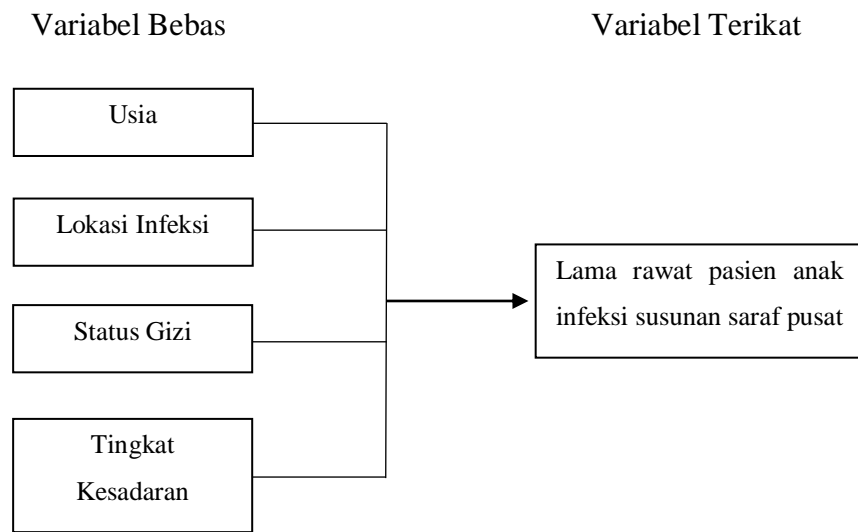 Variabel Bebas
Variabel Terikat
Usia
Lokasi Infeksi
Status Gizi
Tingkat
Kesadaran
Lama rawat pasien anak
infeksi susunan saraf pusat